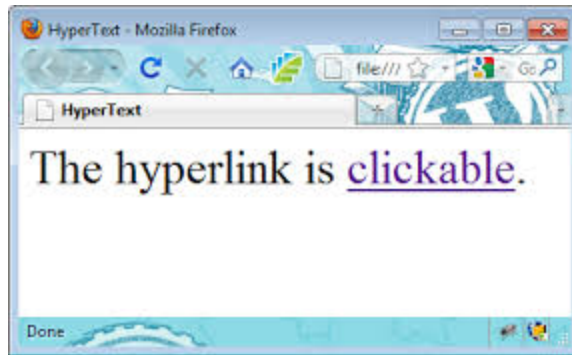 HyperText - Mozilla Firefox
file:///
HyperText
The hyperlink is clickable.
Done